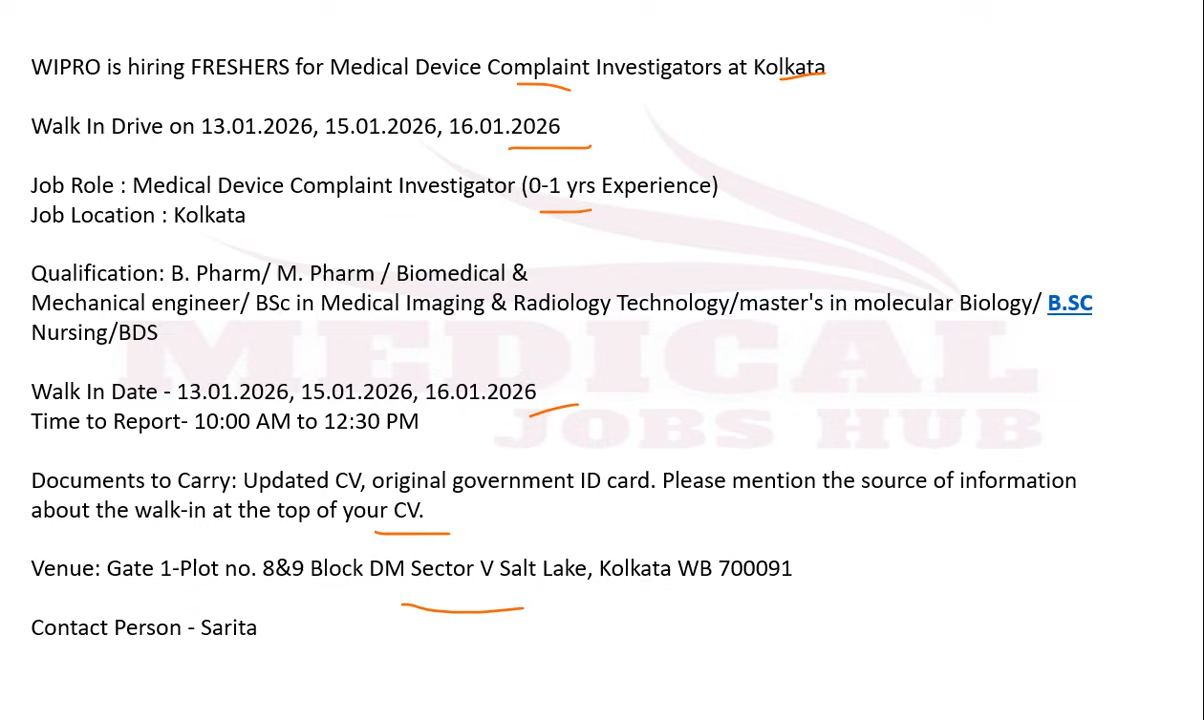 WIPRO is hiring FRESHERS for Medical Device Complaint Investigators at Kolkata
Walk In Drive on 13.01.2026, 15.01.2026, 16.01.2026
Job Role : Medical Device Complaint Investigator (0-1 yrs Experience)
Job Location : Kolkata
Qualification: B. Pharm/ M. Pharm / Biomedical &
Mechanical engineer/ BSc in Medical Imaging & Radiology Technology/master's in molecular Biology/ B.SC
Nursing/BDS
MEDICAL
Walk In Date - 13.01.2026, 15.01.2026, 16.01.2026
Time to Report- 10:00 AM to 12:30 PM
JOBS HUB
Documents to Carry: Updated CV, original government ID card. Please mention the source of information
about the walk-in at the top of your CV.
Venue: Gate 1-Plot no. 8&9 Block DM Sector V Salt Lake, Kolkata WB 700091
Contact Person - Sarita